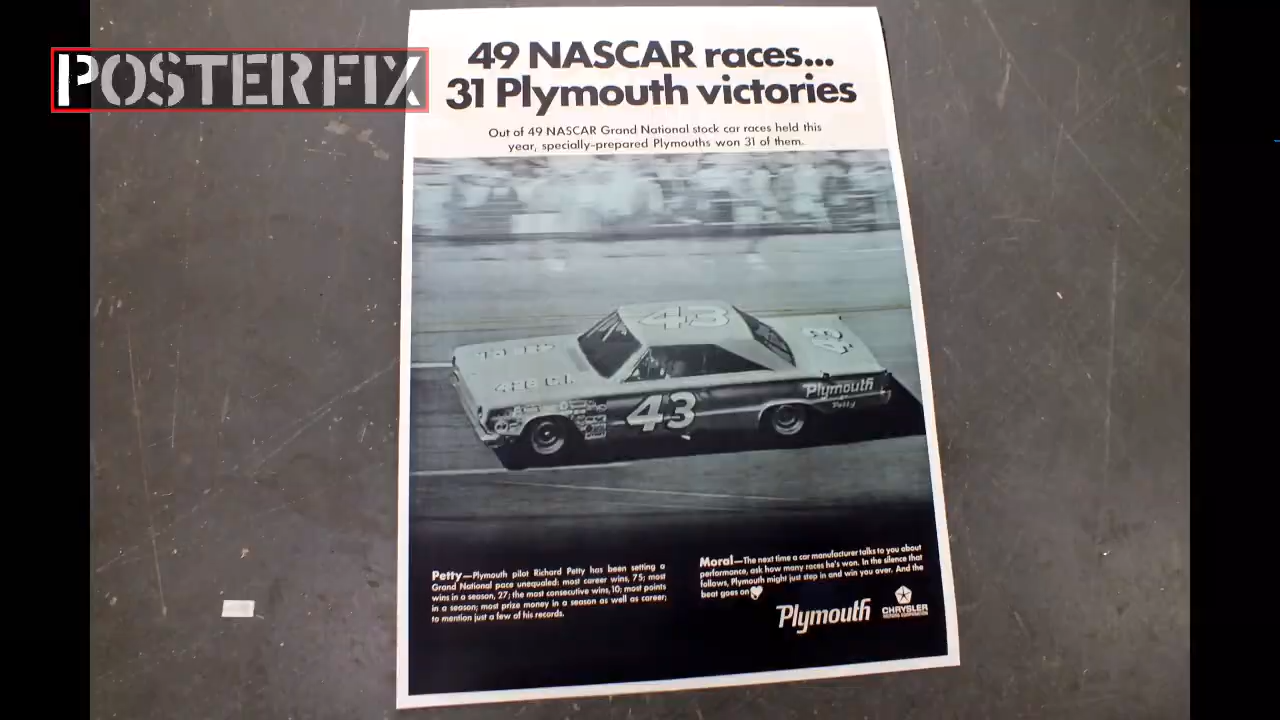 POSTERFIX
49 NASCAR races...
31 Plymouth victories
Out of 49 NASCAR Grand National stock car races held this
year, specially-prepared Plymouths won 31 of them.
43
43
43
426 C.I.
43
Plymouth
by
Petty
Petty—Plymouth pilot Richard Petty has been setting a
Grand National pace unequaled: most career wins, 75; most
wins in a season, 27; the most consecutive wins, 10; most points
in a season; most prize money in a season as well as career;
to mention just a few of his records.
Moral—The next time a car manufacturer talks to you about
performance, ask how many races he's won. In the silence that
follows, Plymouth might just step in and win you over. And the
beat goes on
Plymouth
CHRYSLER
MOTORS CORPORATION